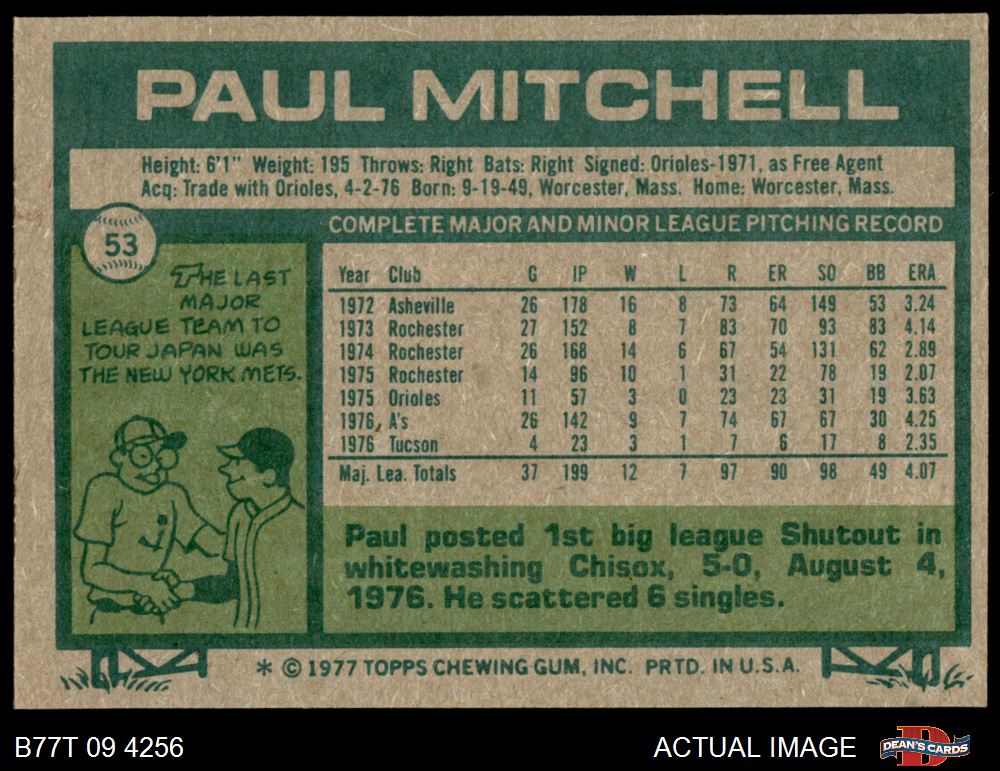 PAUL MITCHELL
Height: 6'1" Weight: 195 Throws: Right Bats: Right Signed: Orioles-1971, as Free Agent
Acq: Trade with Orioles, 4-2-76 Born: 9-19-49, Worcester, Mass. Home: Worcester, Mass.
53
THE LAST
MAJOR
LEAGUE TEAM TO
TOUR JAPAN WAS
THE NEW YORK METS.
J
COMPLETE MAJOR AND MINOR LEAGUE PITCHING RECORD
Year Club G IP W L R ER SO BB ERA
1972 Asheville 26 178 16 8 73 64 149 53 3.24
1973 Rochester 27 152 8 7 83 70 93 83 4.14
1974 Rochester 26 168 14 6 67 54 131 62 2.89
1975 Rochester 14 96 10 1 31 22 78 19 2.07
1975 Orioles 11 57 3 0 23 23 31 19 3.63
1976 A's 26 142 9 7 74 67 67 30 4.25
1976 Tucson 4 23 3 1 7 6 17 8 2.35
Maj. Lea. Totals 37 199 12 7 97 90 98 49 4.07
Paul posted 1st big league Shutout in
whitewashing Chisox, 5-0, August 4,
1976. He scattered 6 singles.
* © 1977 TOPPS CHEWING GUM, INC. PRTD. IN U.S.A.
B77T 09 4256
ACTUAL IMAGE
D
DEAN'S CARDS